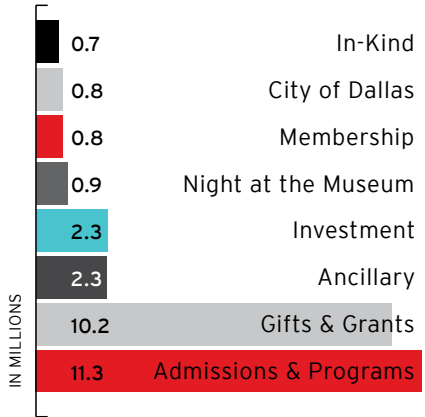 0.7 In-Kind
0.8 City of Dallas
0.8 Membership
0.9 Night at the Museum
2.3 Investment
2.3 Ancillary
10.2 Gifts & Grants
11.3 Admissions & Programs
IN MILLIONS